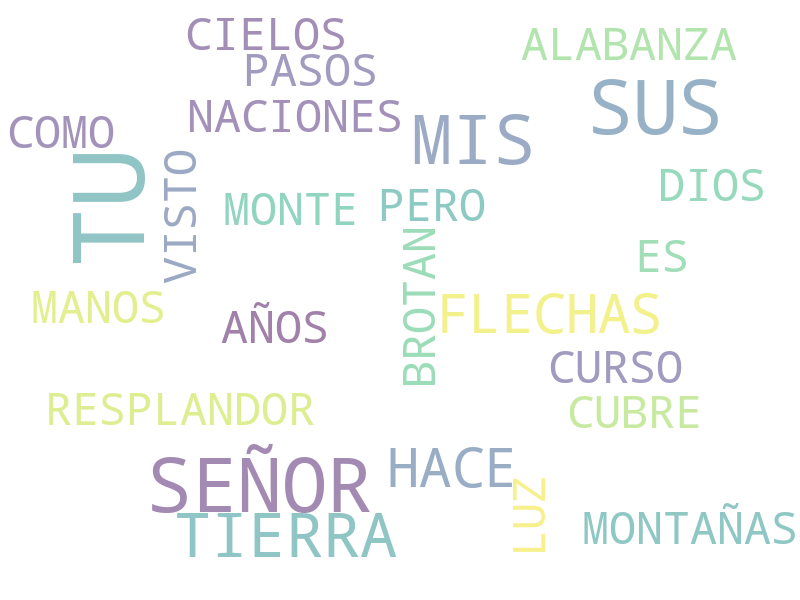 CIELOS
ALABANZA
PASOS
SUS
NACIONES
MIS
COMO
TU
VISTO
DIOS
MONTE
PERO
BROTAN
ES
MANOS
FLECHAS
AÑOS
CURSO
RESPLANDOR
CUBRE
SEÑOR
HACE
LUZ
TIERRA
MONTAÑAS